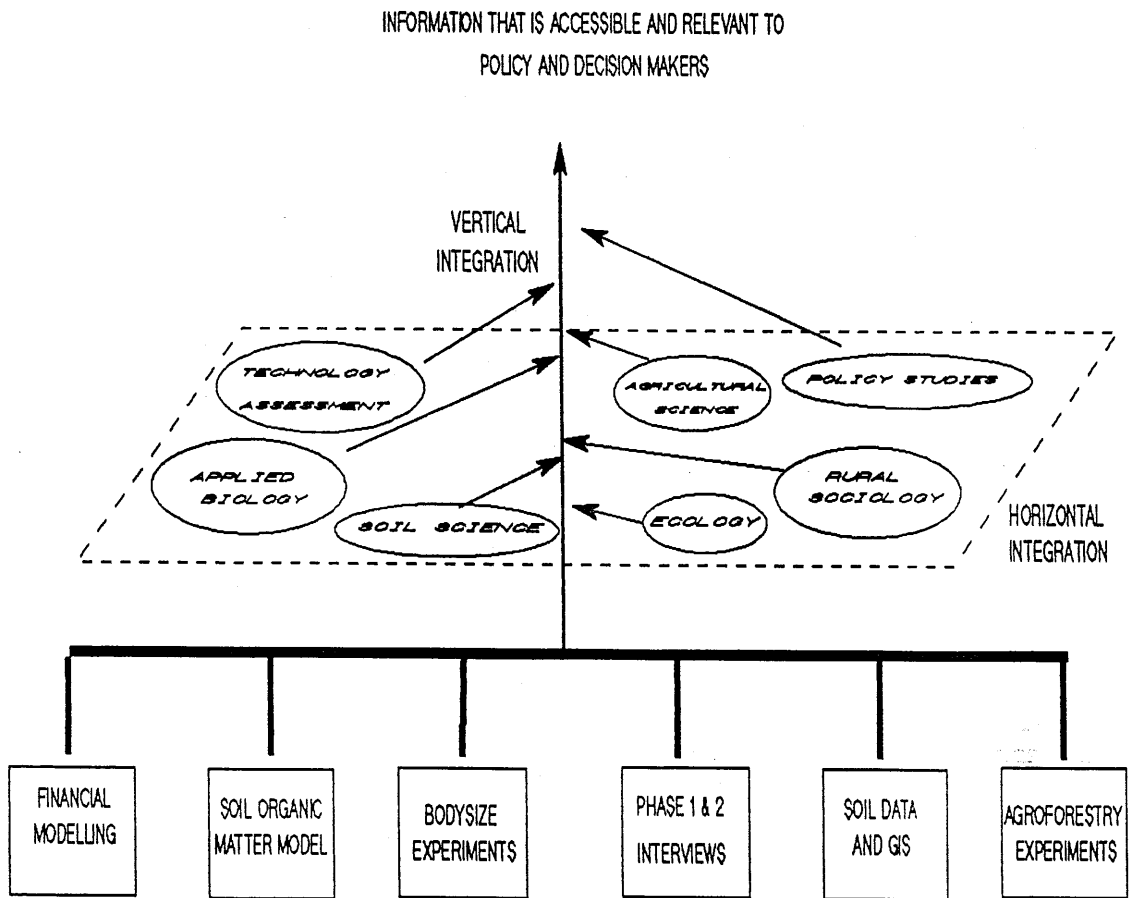 INFORMATION THAT IS ACCESSIBLE AND RELEVANT TO
POLICY AND DECISION MAKERS
VERTICAL
INTEGRATION
TECHNOLOGY
ASSESSMENT
AGRICULTURAL
SCIENCE
POLICY STUDIES
APPLIED
BIOLOGY
SOIL SCIENCE
ECOLOGY
RURAL
SOCIOLOGY
HORIZONTAL
INTEGRATION
FINANCIAL
MODELLING
SOIL ORGANIC
MATTER MODEL
BODYSIZE
EXPERIMENTS
PHASE 1 & 2
INTERVIEWS
SOIL DATA
AND GIS
AGROFORESTRY
EXPERIMENTS